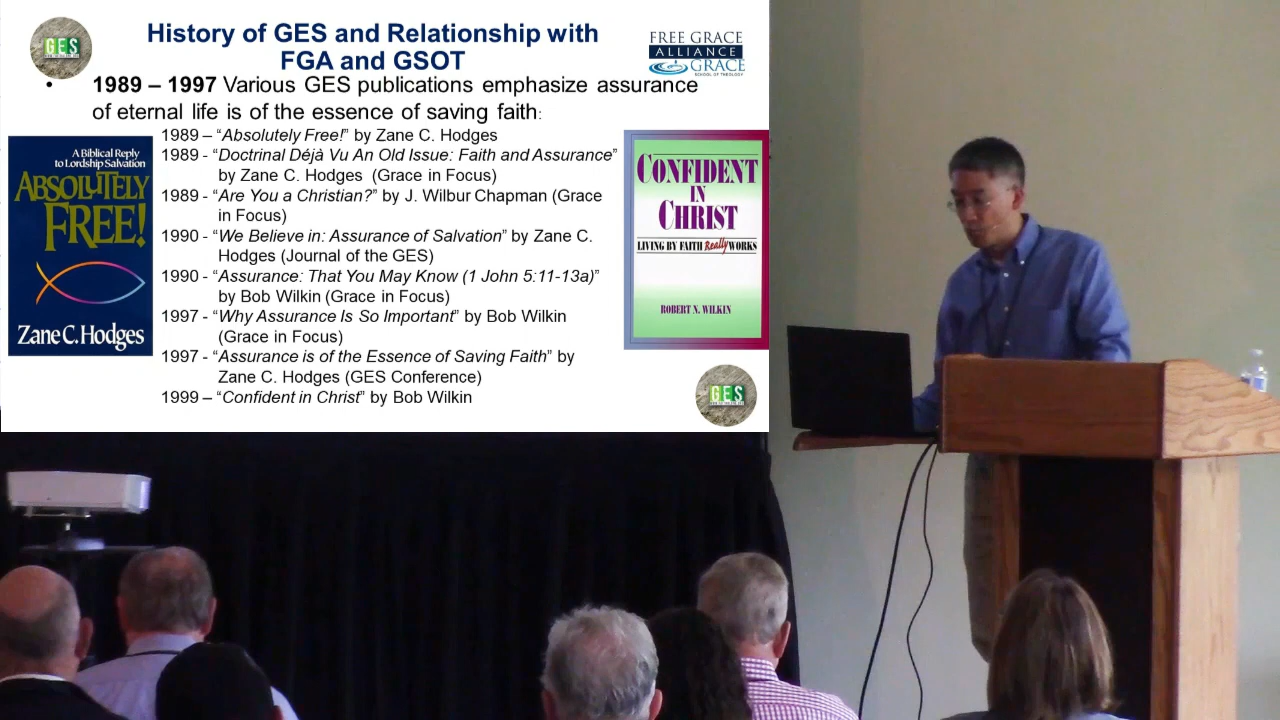 History of GES and Relationship with
FGA and GSOT
GES
FREE GRACE
ALLIANCE
GRACE
SCHOOL OF THEOLOGY
• 1989 – 1997 Various GES publications emphasize assurance
of eternal life is of the essence of saving faith:
1989 – “Absolutely Free!” by Zane C. Hodges
1989 - “Doctrinal Déjà Vu An Old Issue: Faith and Assurance”
by Zane C. Hodges (Grace in Focus)
1989 - “Are You a Christian?” by J. Wilbur Chapman (Grace
in Focus)
1990 - “We Believe in: Assurance of Salvation” by Zane C.
Hodges (Journal of the GES)
1990 - “Assurance: That You May Know (1 John 5:11-13a)”
by Bob Wilkin (Grace in Focus)
1997 - “Why Assurance Is So Important” by Bob Wilkin
(Grace in Focus)
1997 - “Assurance is of the Essence of Saving Faith” by
Zane C. Hodges (GES Conference)
1999 – “Confident in Christ” by Bob Wilkin
A Biblical Reply
to Lordship Salvation
ABSOLUTELY
FREE!
Zane C. Hodges
CONFIDENT
IN
CHRIST
LIVING BY FAITH Really WORKS
ROBERT N. WILKIN
GES